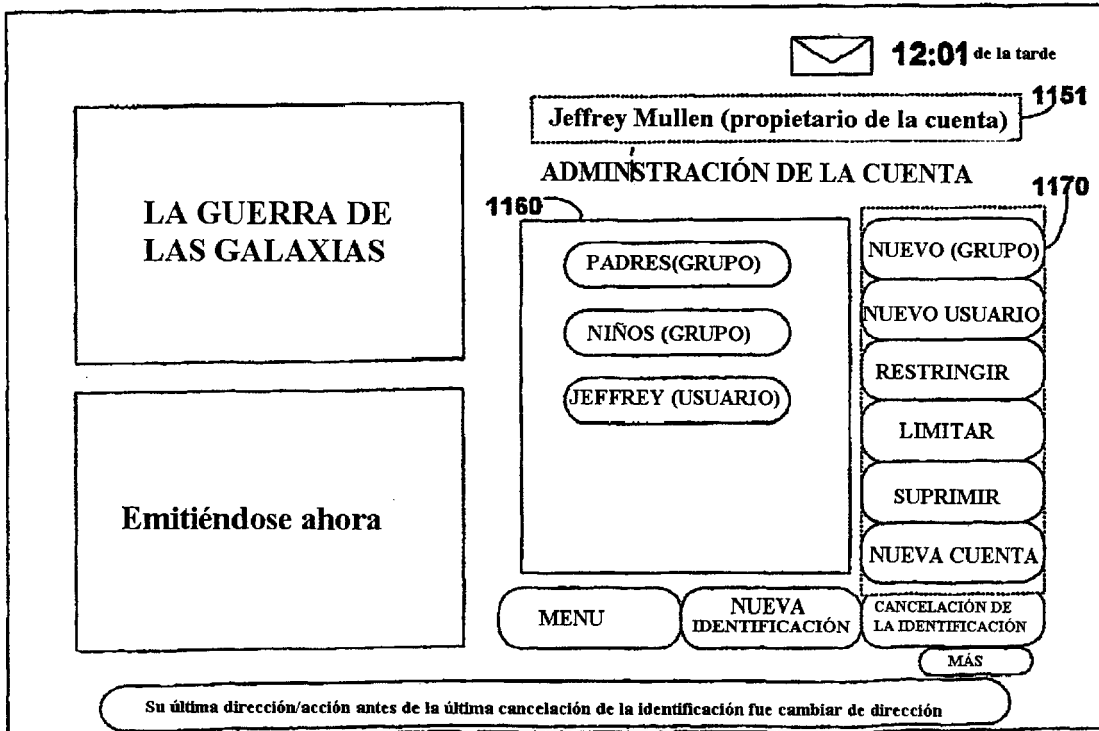 12:01 de la tarde
1151
Jeffrey Mullen (propietario de la cuenta)
ADMINSTRACIÓN DE LA CUENTA
LA GUERRA DE
LAS GALAXIAS
1160
1170
PADRES(GRUPO)
NIÑOS (GRUPO)
JEFFREY (USUARIO)
NUEVO (GRUPO)
NUEVO USUARIO
RESTRINGIR
LIMITAR
SUPRIMIR
NUEVA CUENTA
Emitiéndose ahora
MENU
NUEVA
IDENTIFICACIÓN
CANCELACIÓN DE
LA IDENTIFICACIÓN
MÁS
Su última dirección/acción antes de la última cancelación de la identificación fue cambiar de dirección